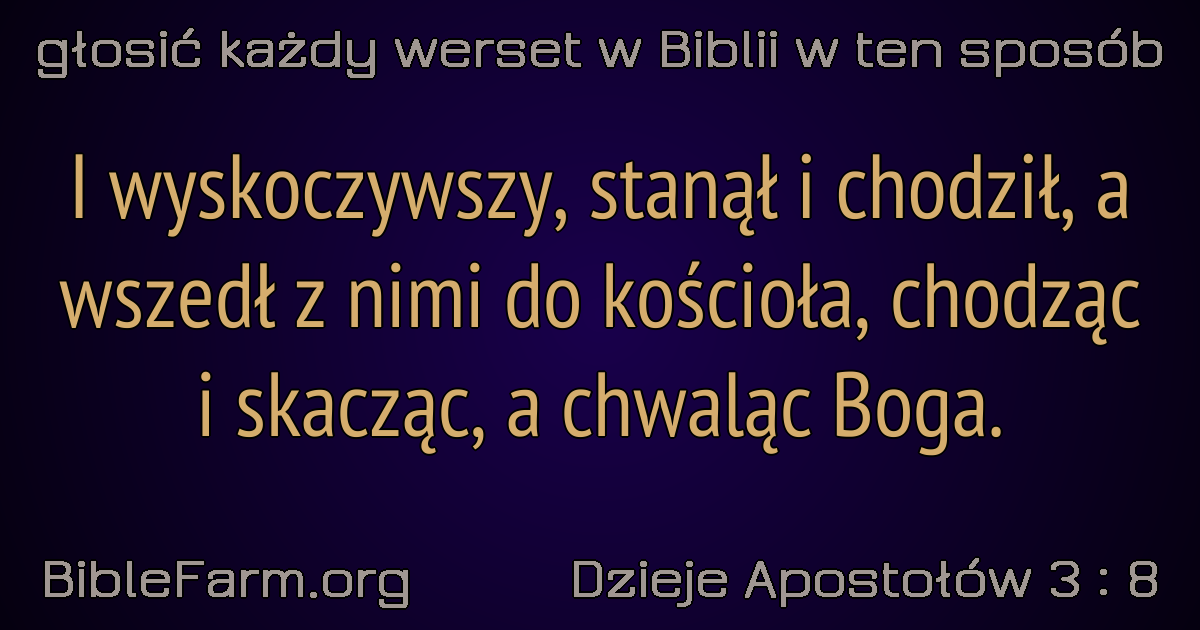 głosić każdy werset w Biblii w ten sposób
I wyskoczywszy, stanął i chodził, a
wszedł z nimi do kościoła, chodząc
i skacząc, a chwaląc Boga.
BibleFarm.org
Dzieje Apostołów 3 : 8